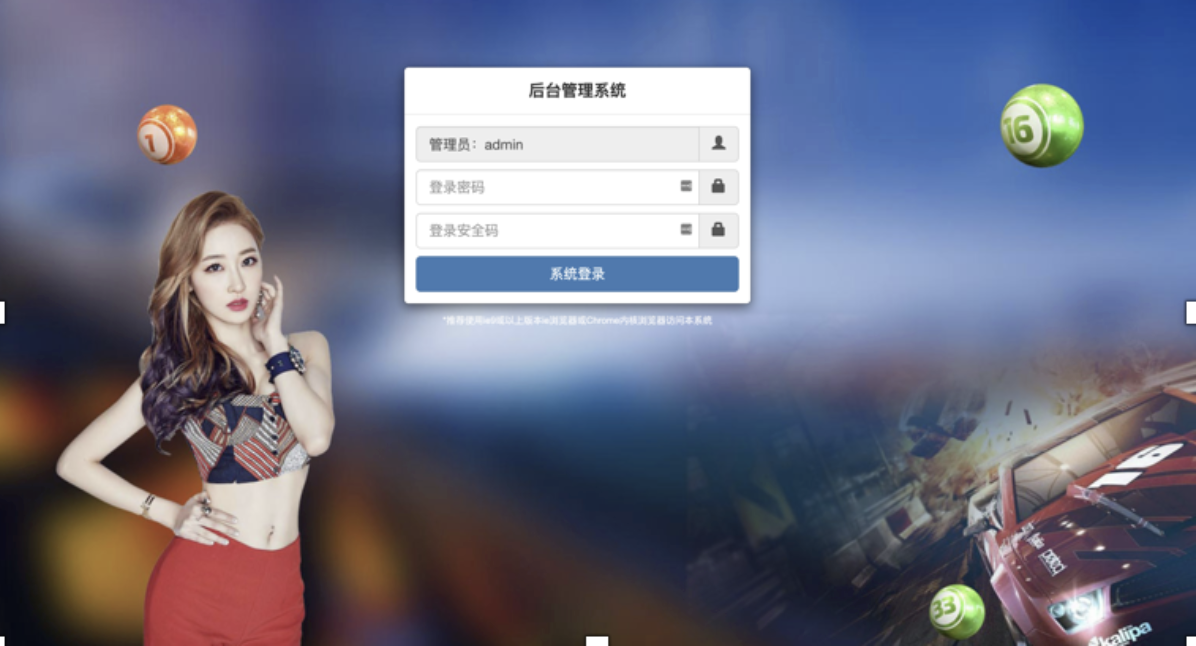 后台管理系统
1
16
管理员：admin
登录密码
登录安全码
系统登录
*推荐使用ie9或以上版本ie浏览器或Chrome内核浏览器访问本系统
33
kalipa